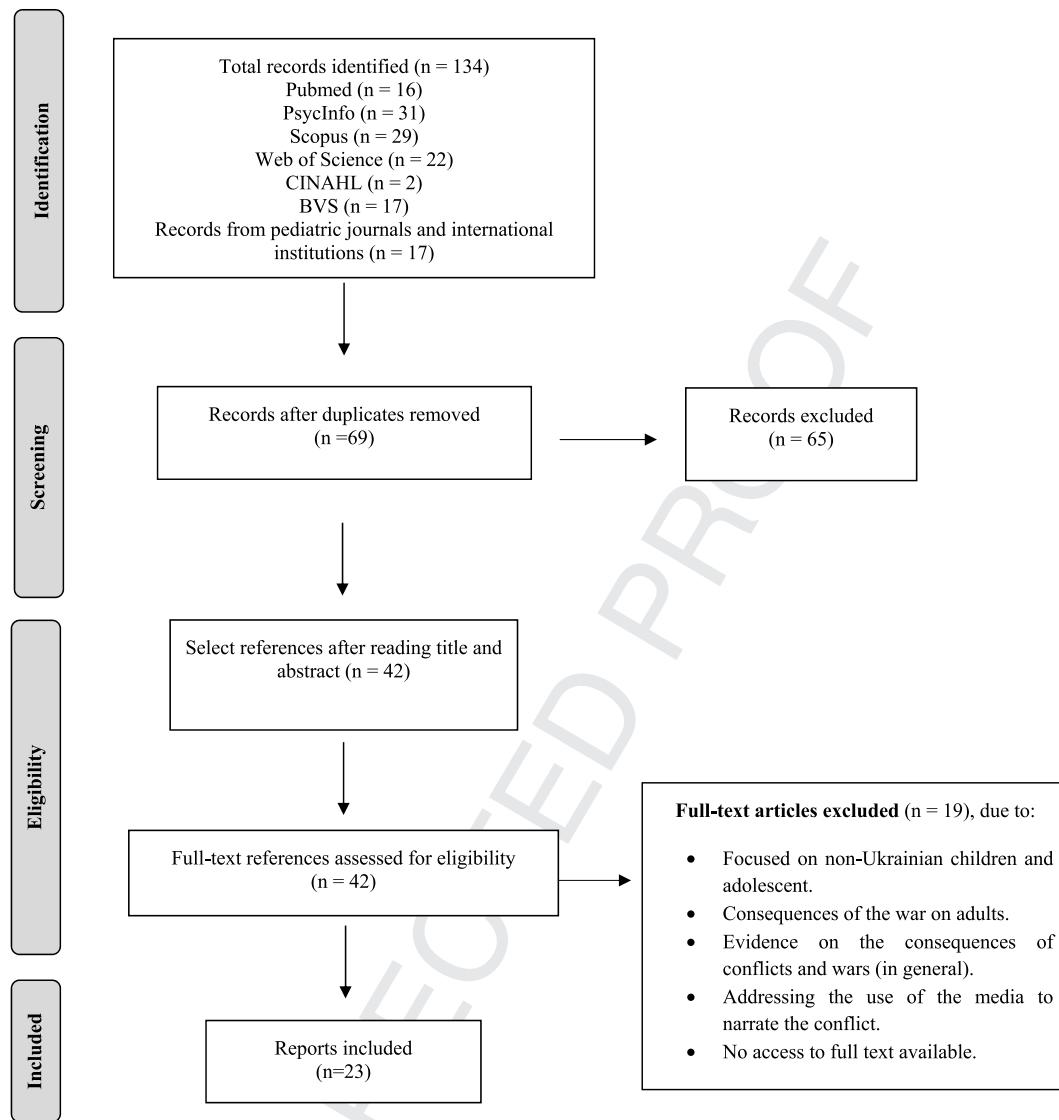 Identification
Total records identified (n = 134)
Pubmed (n = 16)
PsycInfo (n = 31)
Scopus (n = 29)
Web of Science (n = 22)
CINAHL (n = 2)
BVS (n = 17)
Records from pediatric journals and international
institutions (n = 17)
Screening
Records after duplicates removed
(n =69)
Records excluded
(n = 65)
Eligibility
Select references after reading title and
abstract (n = 42)
Full-text references assessed for eligibility
(n = 42)
Full-text articles excluded (n = 19), due to:
• Focused on non-Ukrainian children and
adolescent.
• Consequences of the war on adults.
• Evidence on the consequences of
conflicts and wars (in general).
• Addressing the use of the media to
narrate the conflict.
• No access to full text available.
Included
Reports included
(n=23)
ECTED PROOF